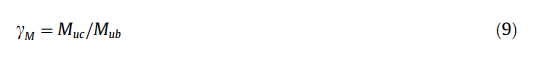 γ_M = M_uc/M_ub (9)